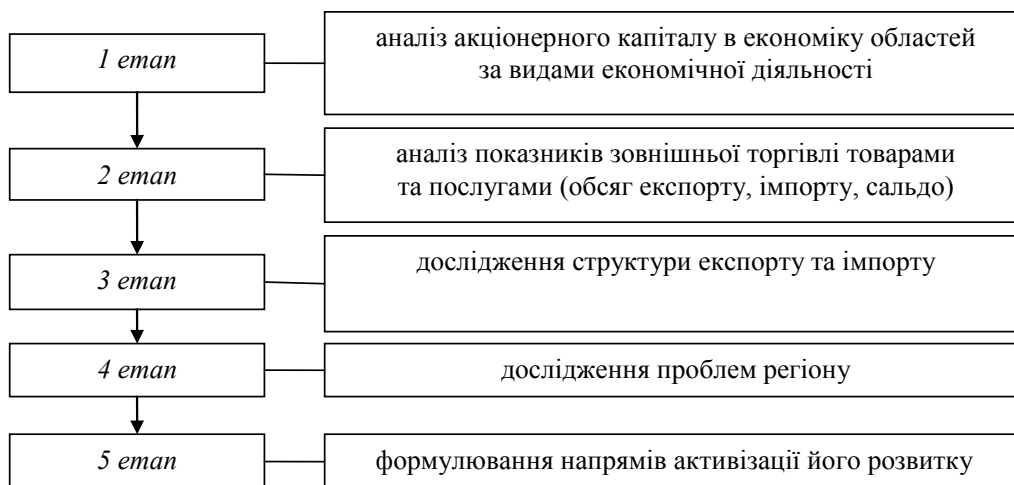 1 етап
аналіз акціонерного капіталу в економіку областей
за видами економічної діяльності
2 етап
аналіз показників зовнішньої торгівлі товарами
та послугами (обсяг експорту, імпорту, сальдо)
3 етап
дослідження структури експорту та імпорту
4 етап
дослідження проблем регіону
5 етап
формулювання напрямів активізації його розвитку